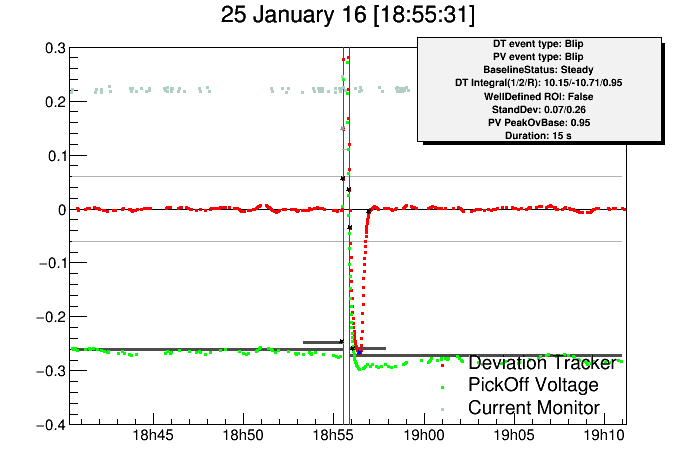 25 January 16 [18:55:31]
DT event type: Blip
PV event type: Blip
BaselineStatus: Steady
DT Integral(1/2/R): 10.15/-10.71/0.95
WellDefined ROI: False
StandDev: 0.07/0.26
PV PeakOvBase: 0.95
Duration: 15 s
0.3
0.2
0.1
0
−0.1
−0.2
−0.3
−0.4
Deviation Tracker
PickOff Voltage
Current Monitor
18h45
18h50
18h55
19h00
19h05
19h10